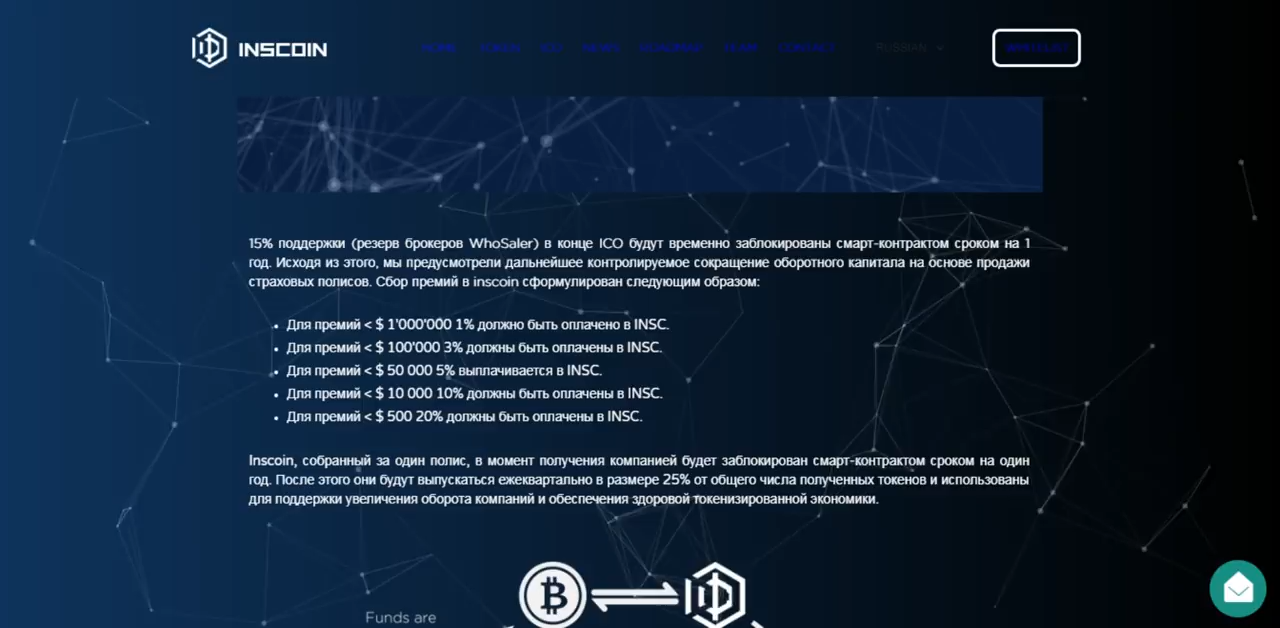 INSCOIN
HOME
NEWS
ROADMAP
TEAM
CONTACT
RUSSIAN
WHITELIST
15% поддержки (резерв брокеров WhoSaler) в конце ICO будут временно заблокированы смарт-контрактом сроком на 1
год. Исходя из этого, мы предусмотрели дальнейшее контролируемое сокращение оборотного капитала на основе продажи
страховых полисов. Сбор премий в inscoin сформулирован следующим образом:
Для премий < $ 1'000'000 1% должно быть оплачено в INSC.
Для премий < $ 100'000 3% должны быть оплачены в INSC.
Для премий < $ 50 000 5% выплачивается в INSC.
Для премий < $ 10 000 10% должны быть оплачены в INSC.
Для премий < $ 500 20% должны быть оплачены в INSC.
Inscoin, собранный за один полис, в момент получения компанией будет заблокирован смарт-контрактом сроком на один
год. После этого они будут выпускаться ежеквартально в размере 25% от общего числа полученных токенов и использованы
для поддержки увеличения оборота компаний и обеспечения здоровой токенизированной экономики.
Funds are